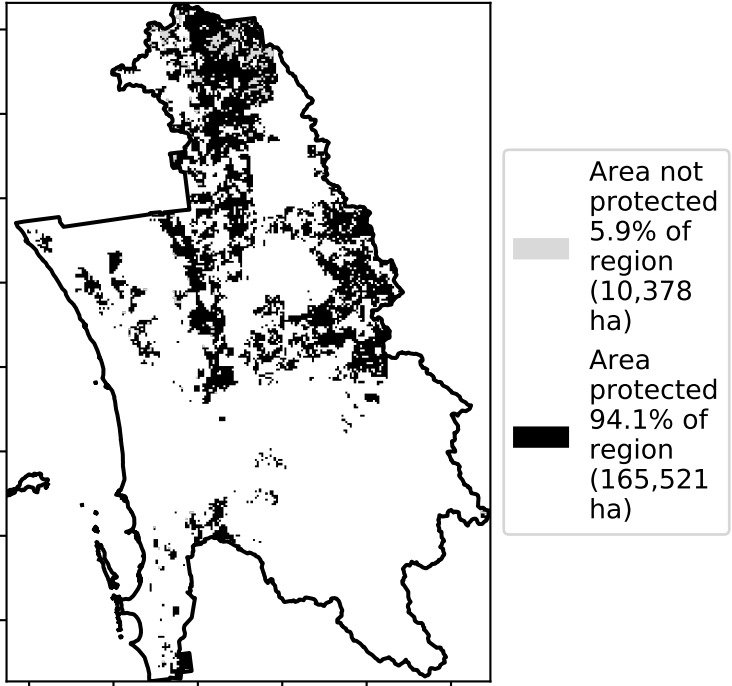 Area not
protected
5.9% of
region
(10,378
ha)
Area
protected
94.1% of
region
(165,521
ha)